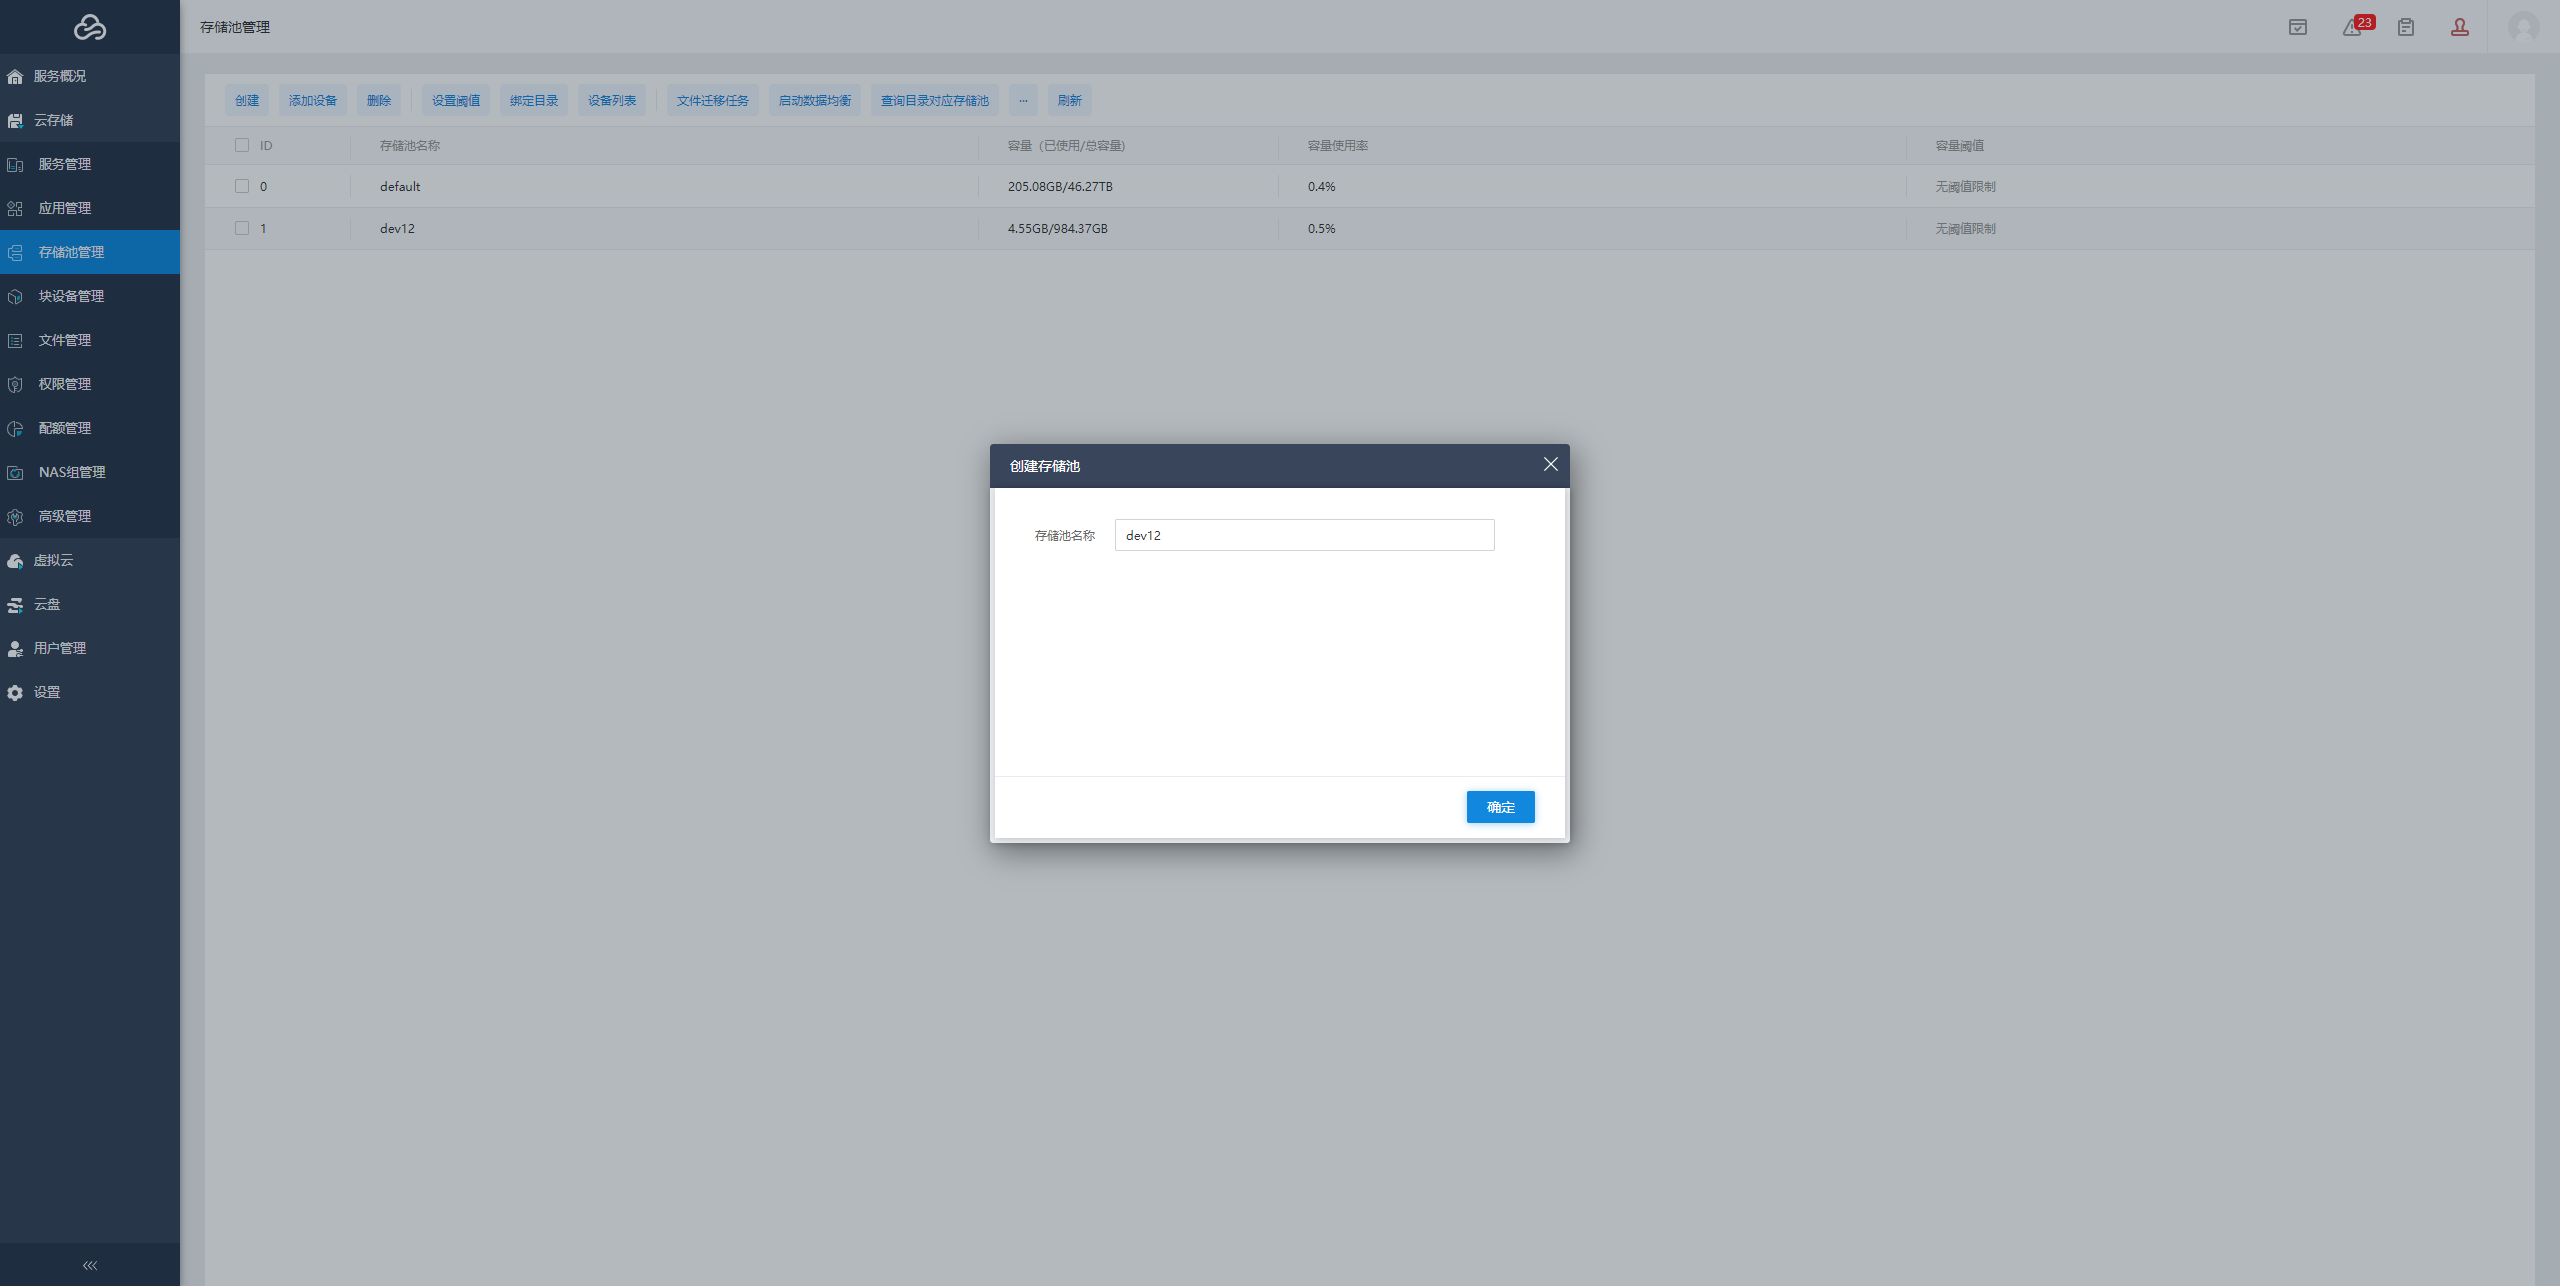 存储池管理
23
服务概况
云存储
服务管理
应用管理
存储池管理
块设备管理
文件管理
权限管理
配额管理
NAS组管理
高级管理
虚拟云
云盘
用户管理
设置
创建 添加设备 删除 设置阈值 绑定目录 设备列表 文件迁移任务 启动数据均衡 查询目录对应存储池 ... 刷新
ID 存储池名称 容量（已使用/总容量） 容量使用率 容量阈值
0 default 205.08GB/46.27TB 0.4% 无阈值限制
1 dev12 4.55GB/984.37GB 0.5% 无阈值限制
创建存储池
存储池名称 dev12
确定